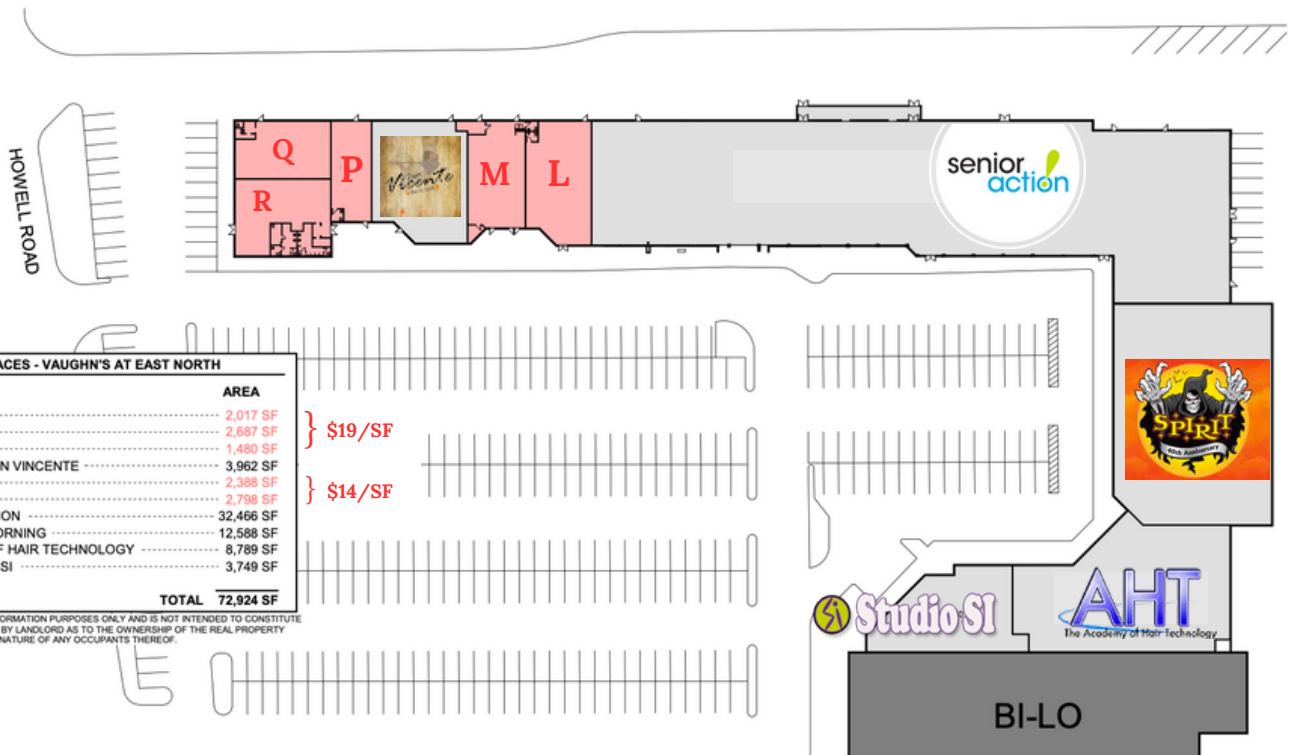 HOWELL ROAD
Q
R
P
Vicente
M
L
senior
action
ACES - VAUGHN'S AT EAST NORTH
AREA
2,017 SF
2,687 SF
1,480 SF
$19/SF
N VINCENTE 3,962 SF
2,388 SF
2,798 SF
$14/SF
ION 32,466 SF
ORNING 12,588 SF
F HAIR TECHNOLOGY 8,789 SF
SI 3,749 SF
TOTAL 72,924 SF
ORMATION PURPOSES ONLY AND IS NOT INTENDED TO CONSTITUTE
BY LANDLORD AS TO THE OWNERSHIP OF THE REAL PROPERTY
NATURE OF ANY OCCUPANTS THEREOF.
SPIRIT
40th Anniversary
Si Studio SI
AHT
The Academy of Hair Technology
BI-LO